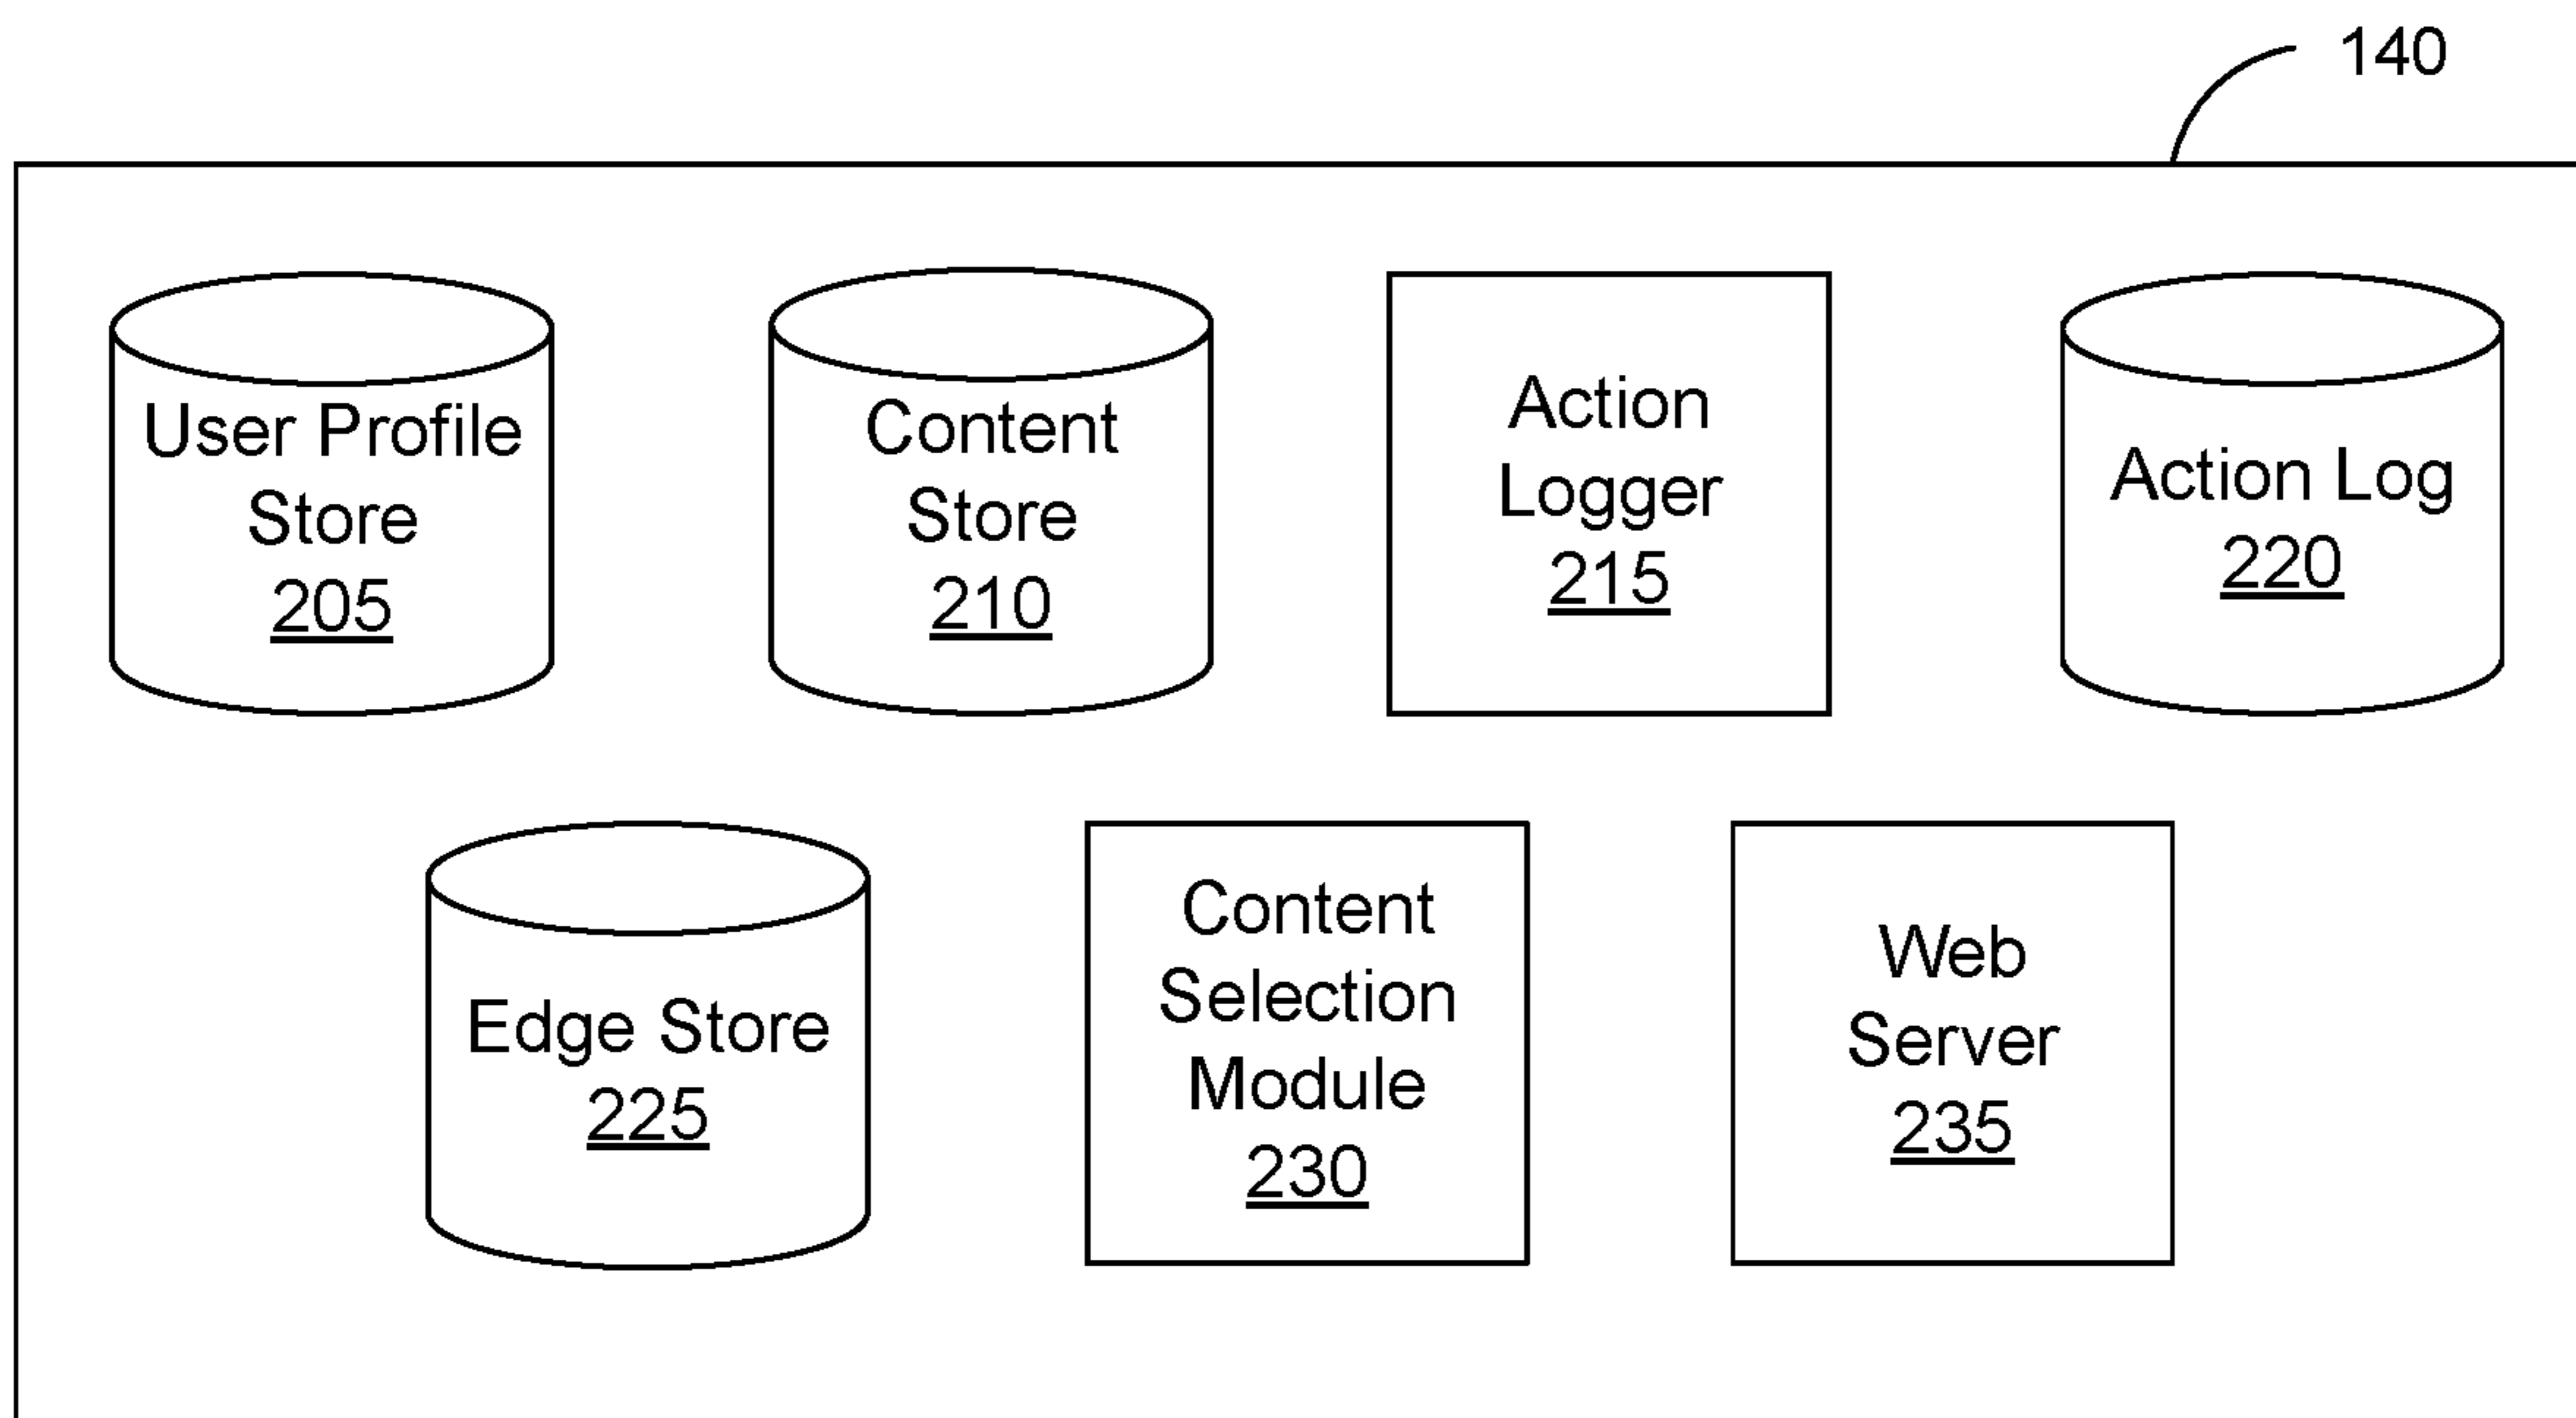 140
User Profile
Store
205
Content
Store
210
Action
Logger
215
Action Log
220
Edge Store
225
Content
Selection
Module
230
Web
Server
235